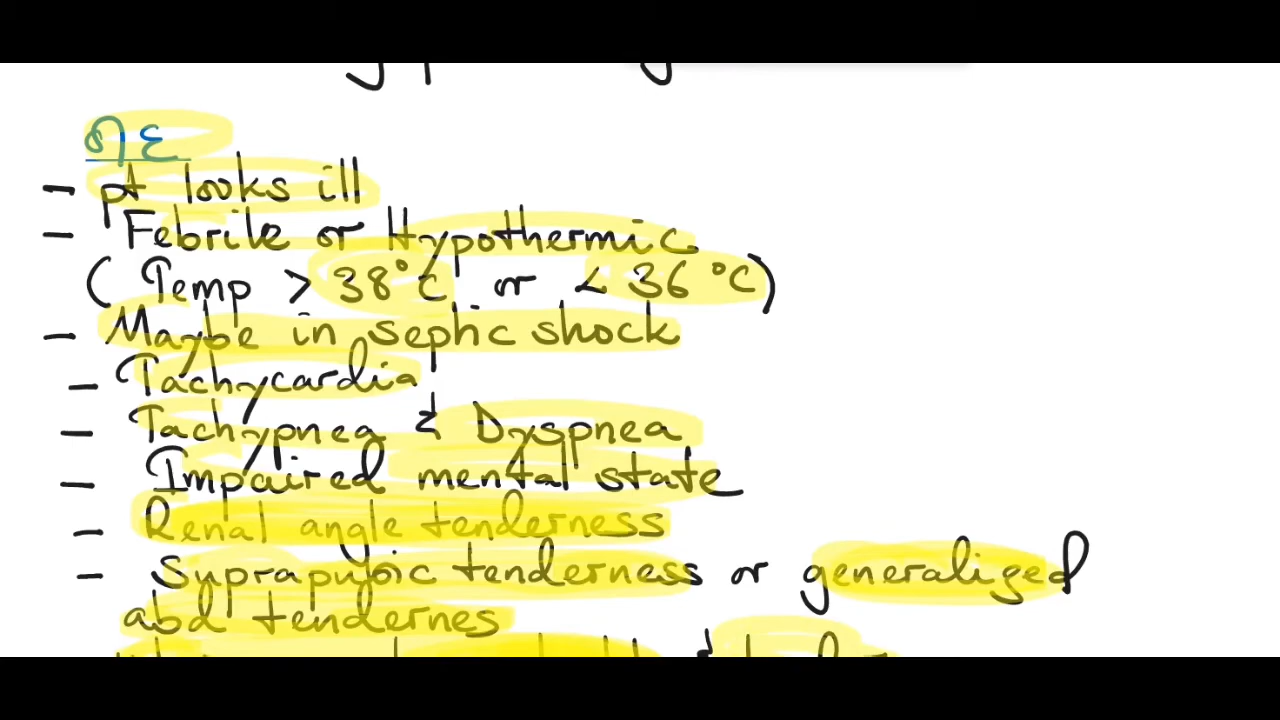 O/E
- pt looks ill
- Febrile or Hypothermic
( Temp > 38°C or < 36 °C)
- Maybe in septic shock
- Tachycardia
- Tachypnea & Dyspnea
- Impaired mental state
- Renal angle tenderness
- Suprapubic tenderness or generalized
abd tendernes